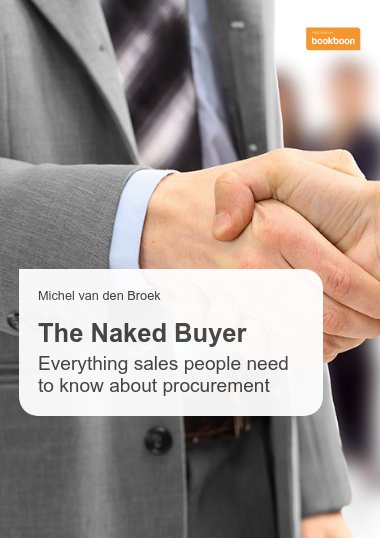 bookboon
Michel van den Broek
The Naked Buyer
Everything sales people need
to know about procurement